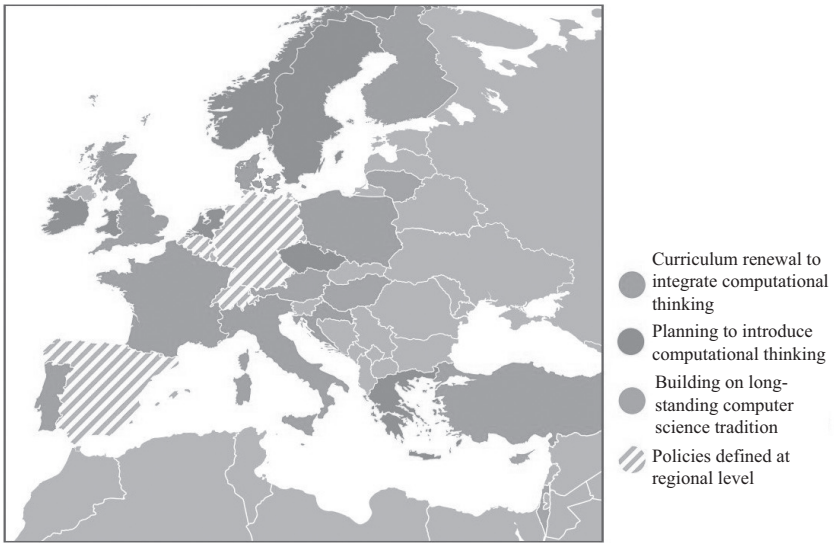 Curriculum renewal to
integrate computational
thinking
Planning to introduce
computational thinking
Building on long-
standing computer
science tradition
Policies defined at
regional level